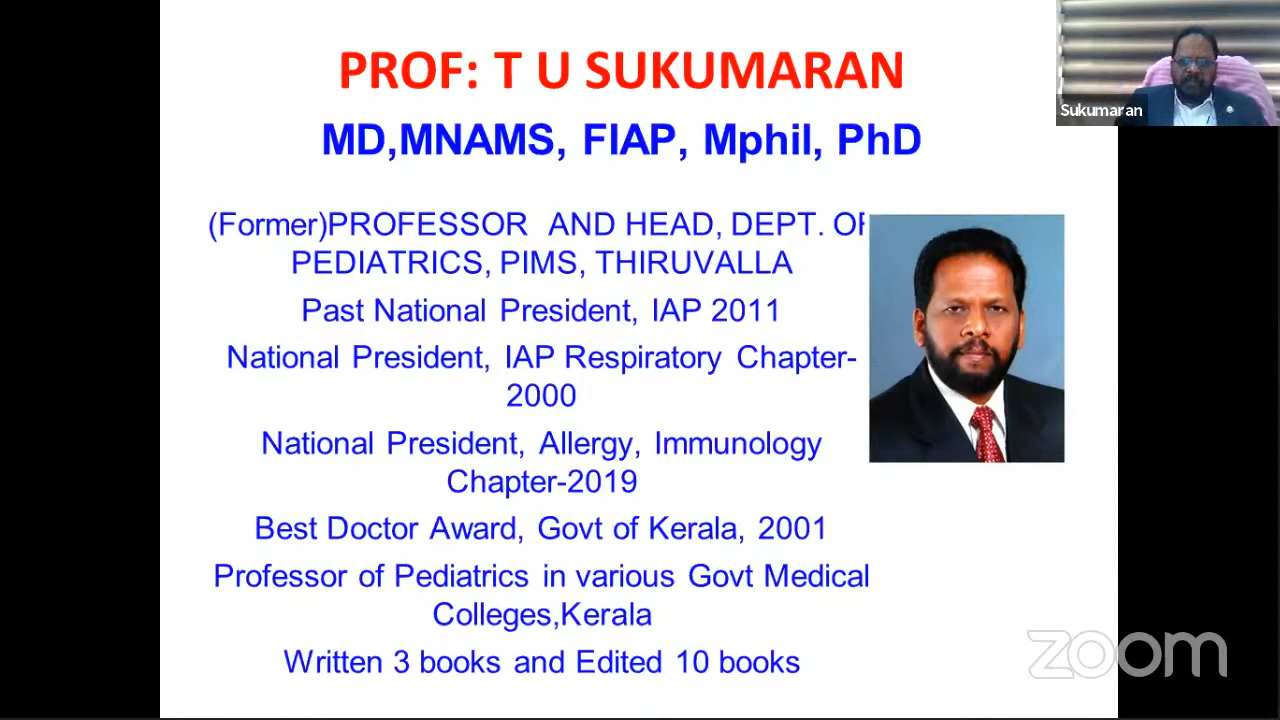 PROF: T U SUKUMARAN
MD,MNAMS, FIAP, Mphil, PhD
Sukumaran
(Former)PROFESSOR AND HEAD, DEPT. OF
PEDIATRICS, PIMS, THIRUVALLA
Past National President, IAP 2011
National President, IAP Respiratory Chapter-
2000
National President, Allergy, Immunology
Chapter-2019
Best Doctor Award, Govt of Kerala, 2001
Professor of Pediatrics in various Govt Medical
Colleges,Kerala
Written 3 books and Edited 10 books
zoom